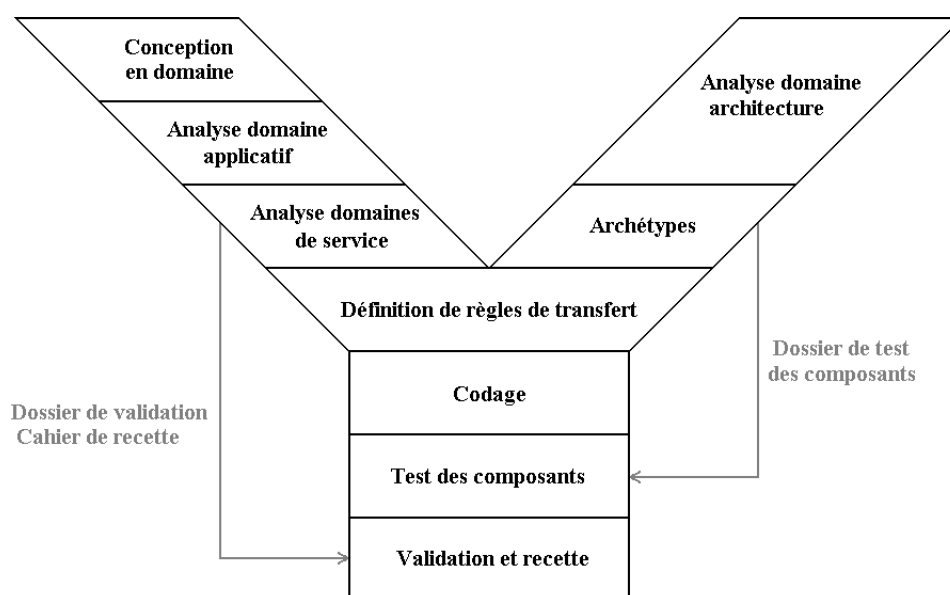 Conception
en domaine
Analyse domaine
applicatif
Analyse domaines
de service
Analyse domaine
architecture
Archétypes
Définition de règles de transfert
Codage
Test des composants
Validation et recette
Dossier de validation
Cahier de recette
Dossier de test
des composants